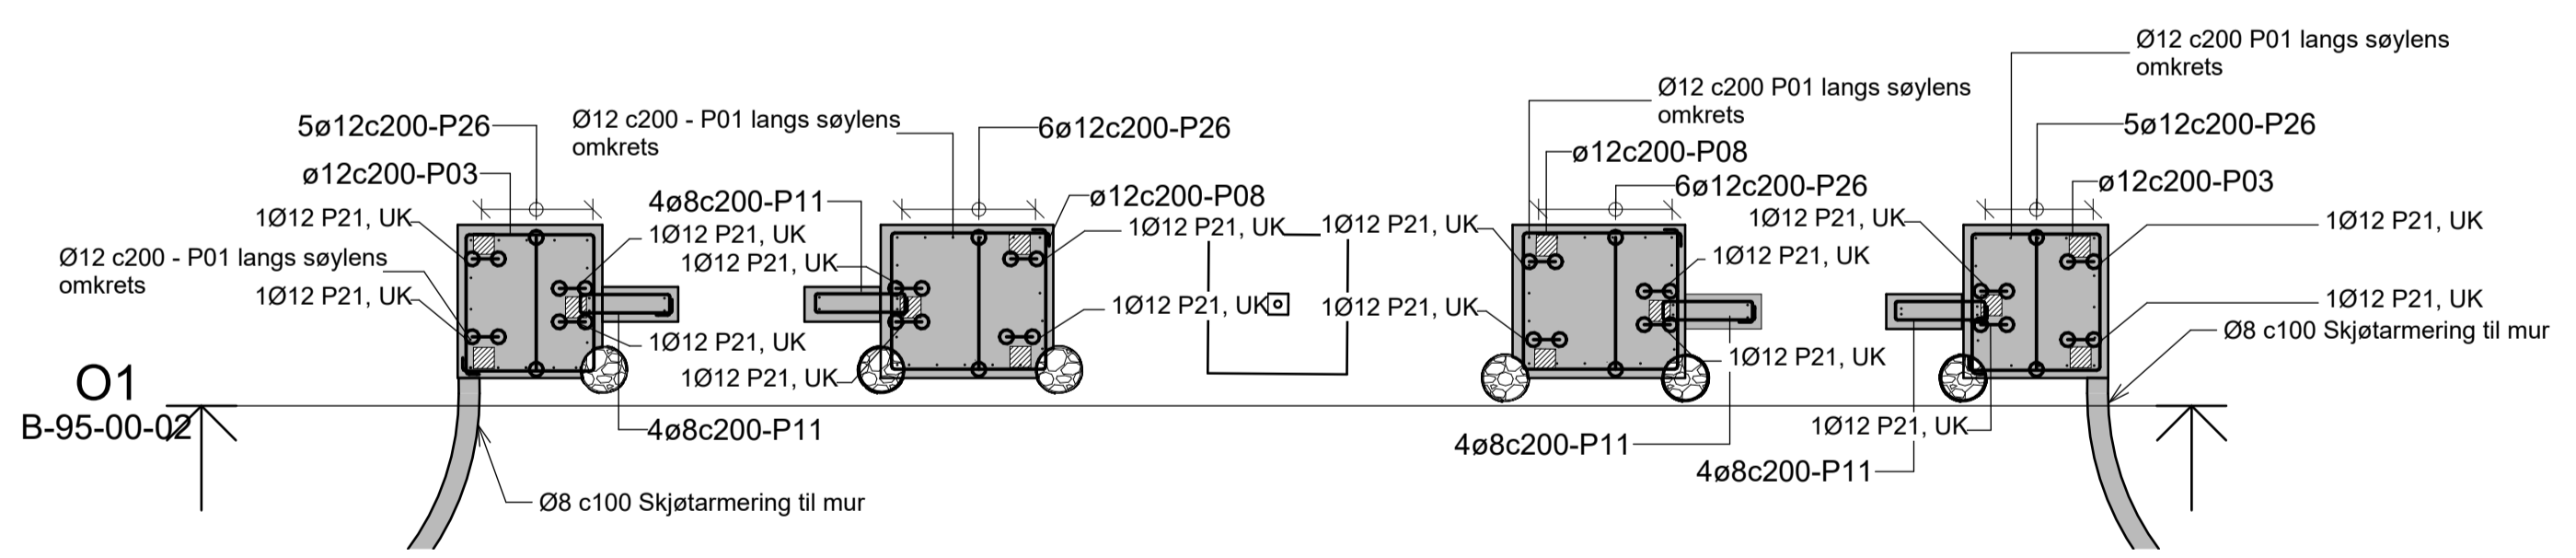 Ø12 c200 P01 langs søylens
omkrets
Ø12 c200 P01 langs søylens
omkrets
5ø12c200-P26
Ø12 c200 - P01 langs søylens
omkrets
6ø12c200-P26
5ø12c200-P26
ø12c200-P08
ø12c200-P03
6ø12c200-P26
ø12c200-P03
4ø8c200-P11
ø12c200-P08
1Ø12 P21, UK
1Ø12 P21, UK
1Ø12 P21, UK
1Ø12 P21, UK
1Ø12 P21, UK
1Ø12 P21, UK
1Ø12 P21, UK
Ø12 c200 - P01 langs søylens
omkrets
1Ø12 P21, UK
1Ø12 P21, UK
1Ø12 P21, UK
1Ø12 P21, UK
1Ø12 P21, UK
1Ø12 P21, UK
Ø8 c100 Skjøtarmering til mur
1Ø12 P21, UK
1Ø12 P21, UK
1Ø12 P21, UK
O1
B-95-00-02
4ø8c200-P11
1Ø12 P21, UK
4ø8c200-P11
4ø8c200-P11
Ø8 c100 Skjøtarmering til mur